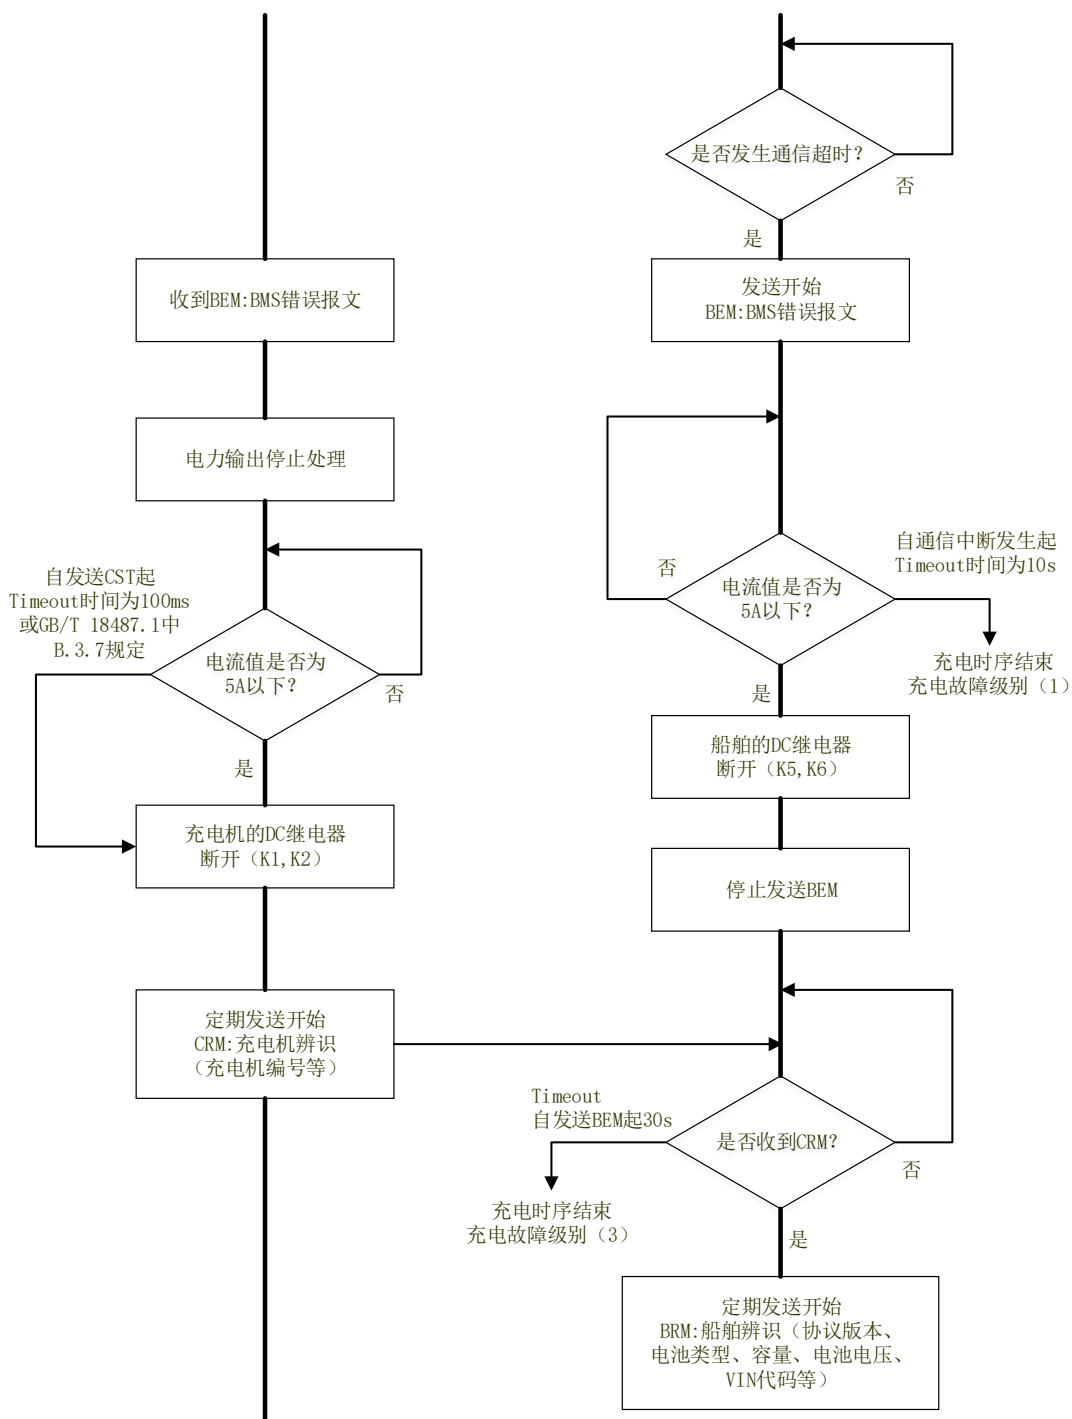 是否发生通信超时?
否
是
收到BEM:BMS错误报文
发送开始
BEM:BMS错误报文
电力输出停止处理
自发送CST起
Timeout时间为100ms
或GB/T 18487.1中
B.3.7规定
电流值是否为
5A以下?
否
是
自通信中断发生起
Timeout时间为10s
否
电流值是否为
5A以下?
充电时序结束
充电故障级别（1）
是
船舶的DC继电器
断开（K5,K6）
充电机的DC继电器
断开（K1,K2）
停止发送BEM
定期发送开始
CRM:充电机辨识
（充电机编号等）
Timeout
自发送BEM起30s
是否收到CRM?
否
充电时序结束
充电故障级别（3）
是
定期发送开始
BRM:船舶辨识（协议版本、
电池类型、容量、电池电压、
VIN代码等）